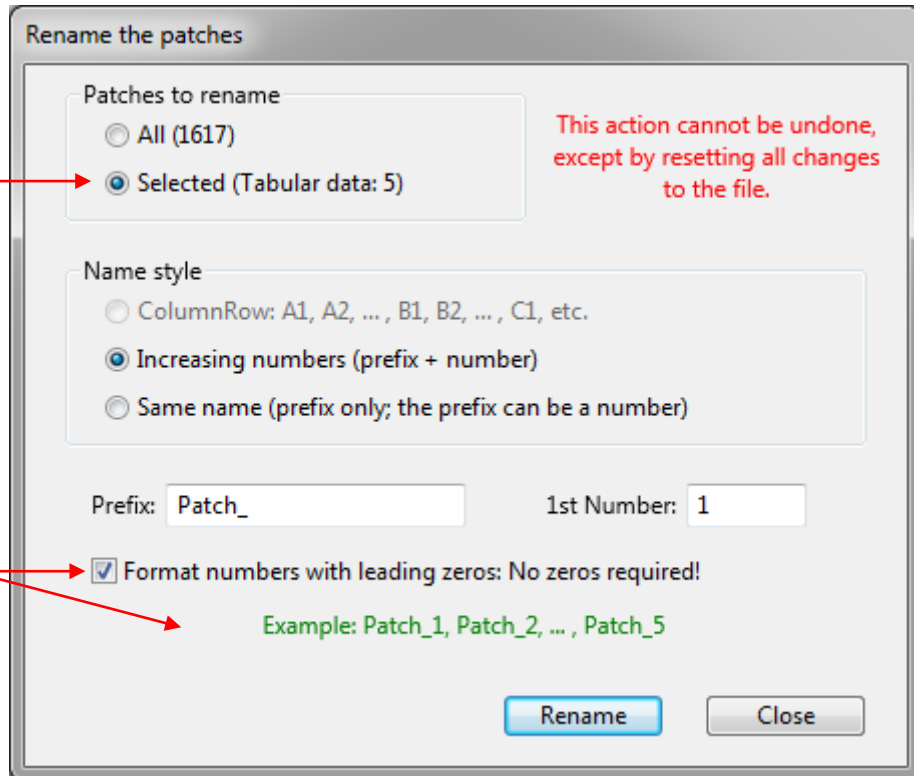 Rename the patches
Patches to rename
All (1617)
Selected (Tabular data: 5)
This action cannot be undone,
except by resetting all changes
to the file.
Name style
ColumnRow: A1, A2, ... , B1, B2, ... , C1, etc.
Increasing numbers (prefix + number)
Same name (prefix only; the prefix can be a number)
Prefix: Patch_ 1st Number: 1
Format numbers with leading zeros: No zeros required!
Example: Patch_1, Patch_2, ... , Patch_5
Rename Close